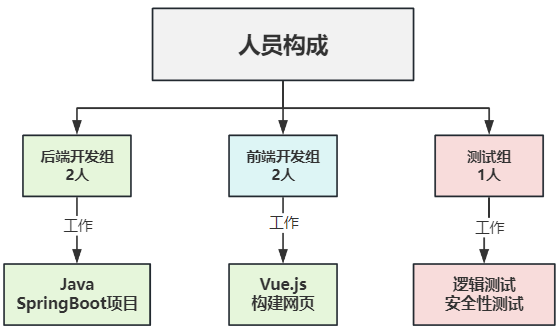 人员构成
后端开发组
2人
前端开发组
2人
测试组
1人
工作
工作
工作
Java
SpringBoot项目
Vue.js
构建网页
逻辑测试
安全性测试